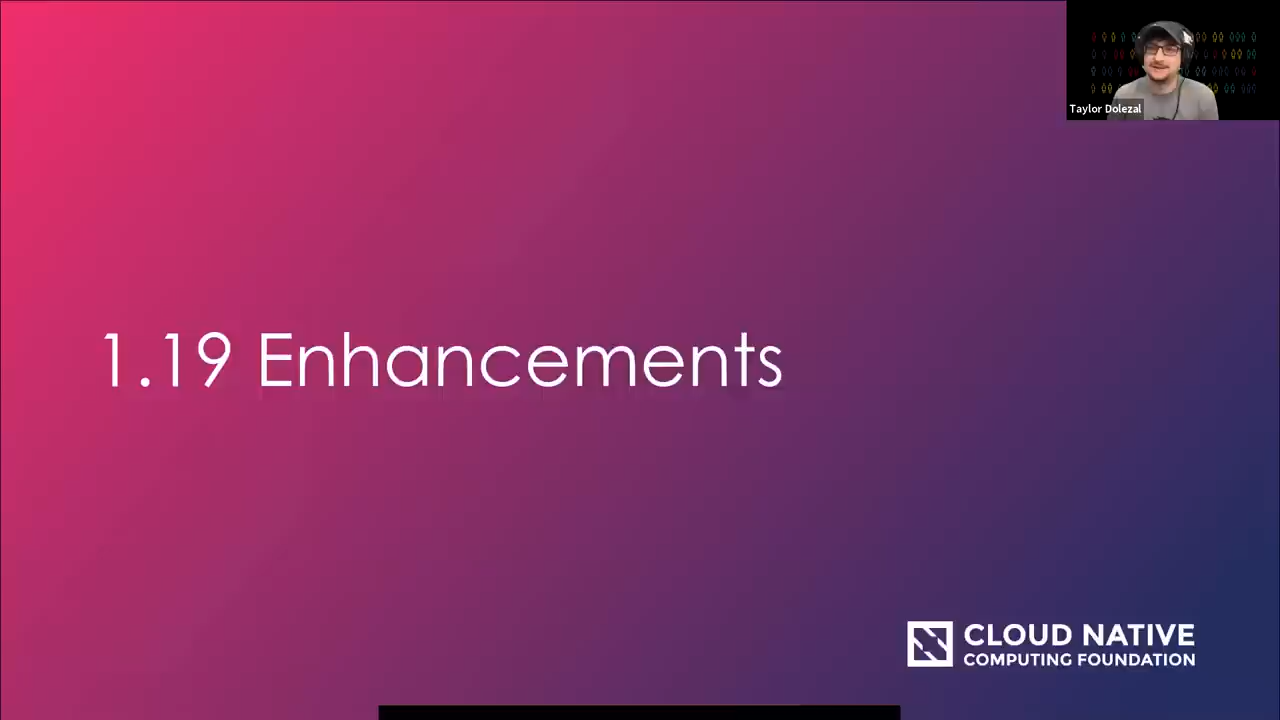 Taylor Dolezal
1.19 Enhancements
CLOUD NATIVE
COMPUTING FOUNDATION